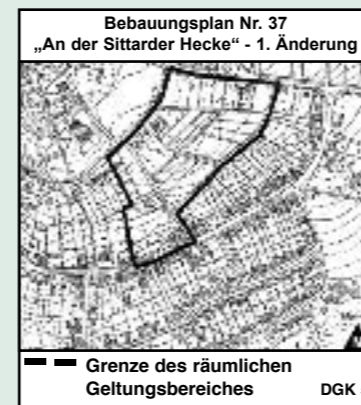 Bebauungsplan Nr. 37
„An der Sittarder Hecke“ - 1. Änderung
Grenze des räumlichen
Geltungsbereiches DGK